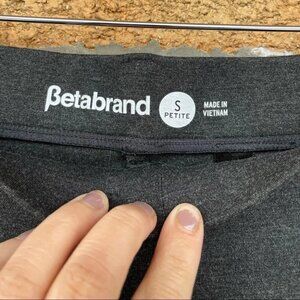 Betabrand
S
PETITE
MADE IN
VIETNAM